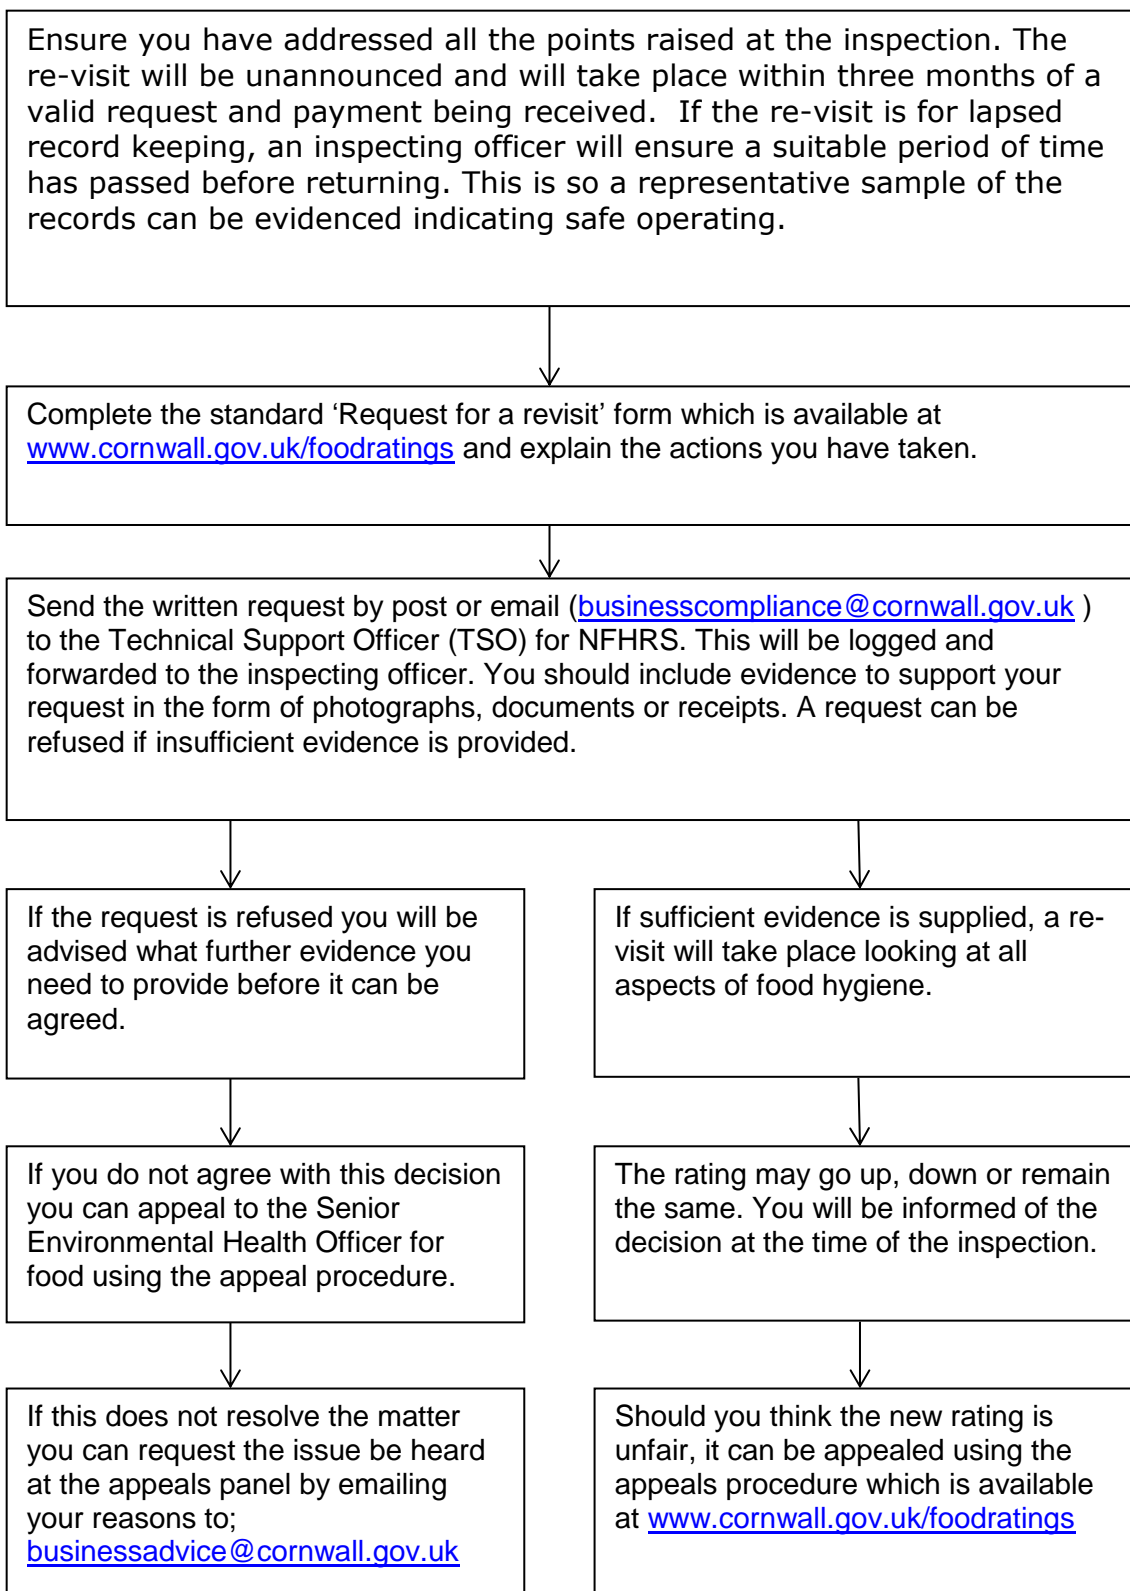 Ensure you have addressed all the points raised at the inspection. The
re-visit will be unannounced and will take place within three months of a
valid request and payment being received.  If the re-visit is for lapsed
record keeping, an inspecting officer will ensure a suitable period of time
has passed before returning. This is so a representative sample of the
records can be evidenced indicating safe operating.
Complete the standard ‘Request for a revisit’ form which is available at
www.cornwall.gov.uk/foodratings and explain the actions you have taken.
Send the written request by post or email (businesscompliance@cornwall.gov.uk )
to the Technical Support Officer (TSO) for NFHRS. This will be logged and
forwarded to the inspecting officer. You should include evidence to support your
request in the form of photographs, documents or receipts. A request can be
refused if insufficient evidence is provided.
If the request is refused you will be
advised what further evidence you
need to provide before it can be
agreed.
If sufficient evidence is supplied, a re-
visit will take place looking at all
aspects of food hygiene.
If you do not agree with this decision
you can appeal to the Senior
Environmental Health Officer for
food using the appeal procedure.
The rating may go up, down or remain
the same. You will be informed of the
decision at the time of the inspection.
If this does not resolve the matter
you can request the issue be heard
at the appeals panel by emailing
your reasons to;
businessadvice@cornwall.gov.uk
Should you think the new rating is
unfair, it can be appealed using the
appeals procedure which is available
at www.cornwall.gov.uk/foodratings